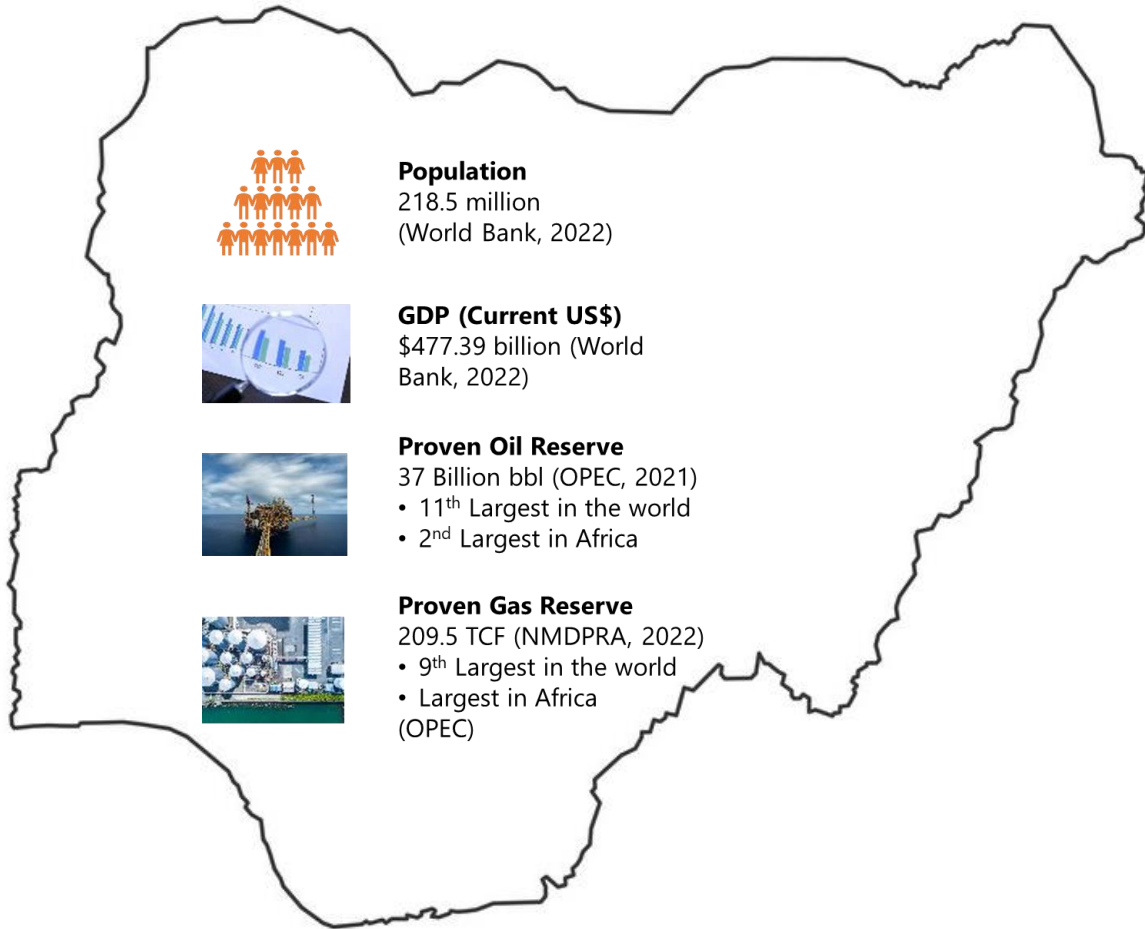 Population
218.5 million
(World Bank, 2022)
GDP (Current US$)
$477.39 billion (World
Bank, 2022)
Proven Oil Reserve
37 Billion bbl (OPEC, 2021)
• 11th Largest in the world
• 2nd Largest in Africa
Proven Gas Reserve
209.5 TCF (NMDPRA, 2022)
• 9th Largest in the world
• Largest in Africa
(OPEC)